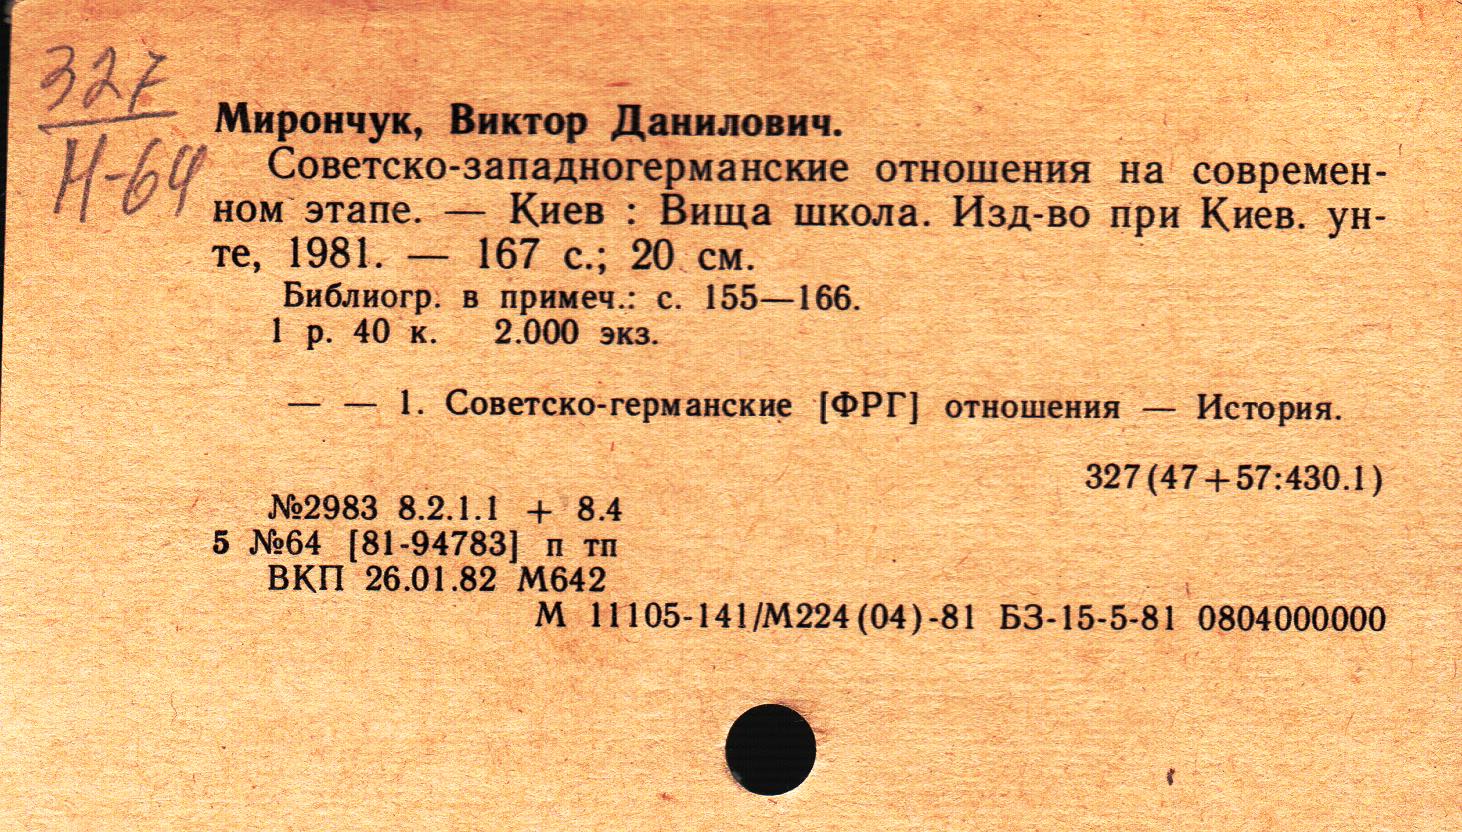 327
Н-64
Мирончук, Виктор Данилович.
Советско-западногерманские отношения на современ-
ном этапе. — Киев : Вища школа. Изд-во при Киев. ун-
те, 1981. — 167 с.; 20 см.
Библиогр. в примеч.: с. 155—166.
1 р. 40 к. 2.000 экз.
— — 1. Советско-германские [ФРГ] отношения — История.
327(47+57:430.1)
№2983 8.2.1.1 + 8.4
5 №64 [81-94783] п тп
ВКП 26.01.82 М642
М 11105-141/М224(04)-81 БЗ-15-5-81 0804000000